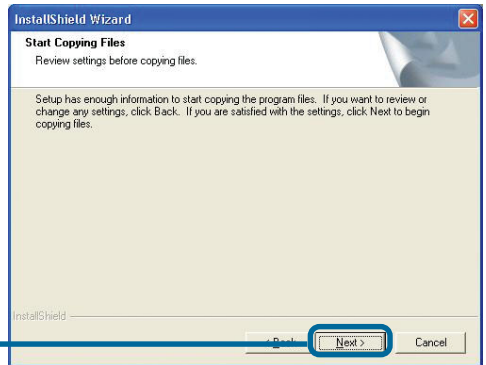 InstallShield Wizard
Start Copying Files
Review settings before copying files.
Setup has enough information to start copying the program files. If you want to review or
change any settings, click Back. If you are satisfied with the settings, click Next to begin
copying files.
InstallShield
< Back Next > Cancel